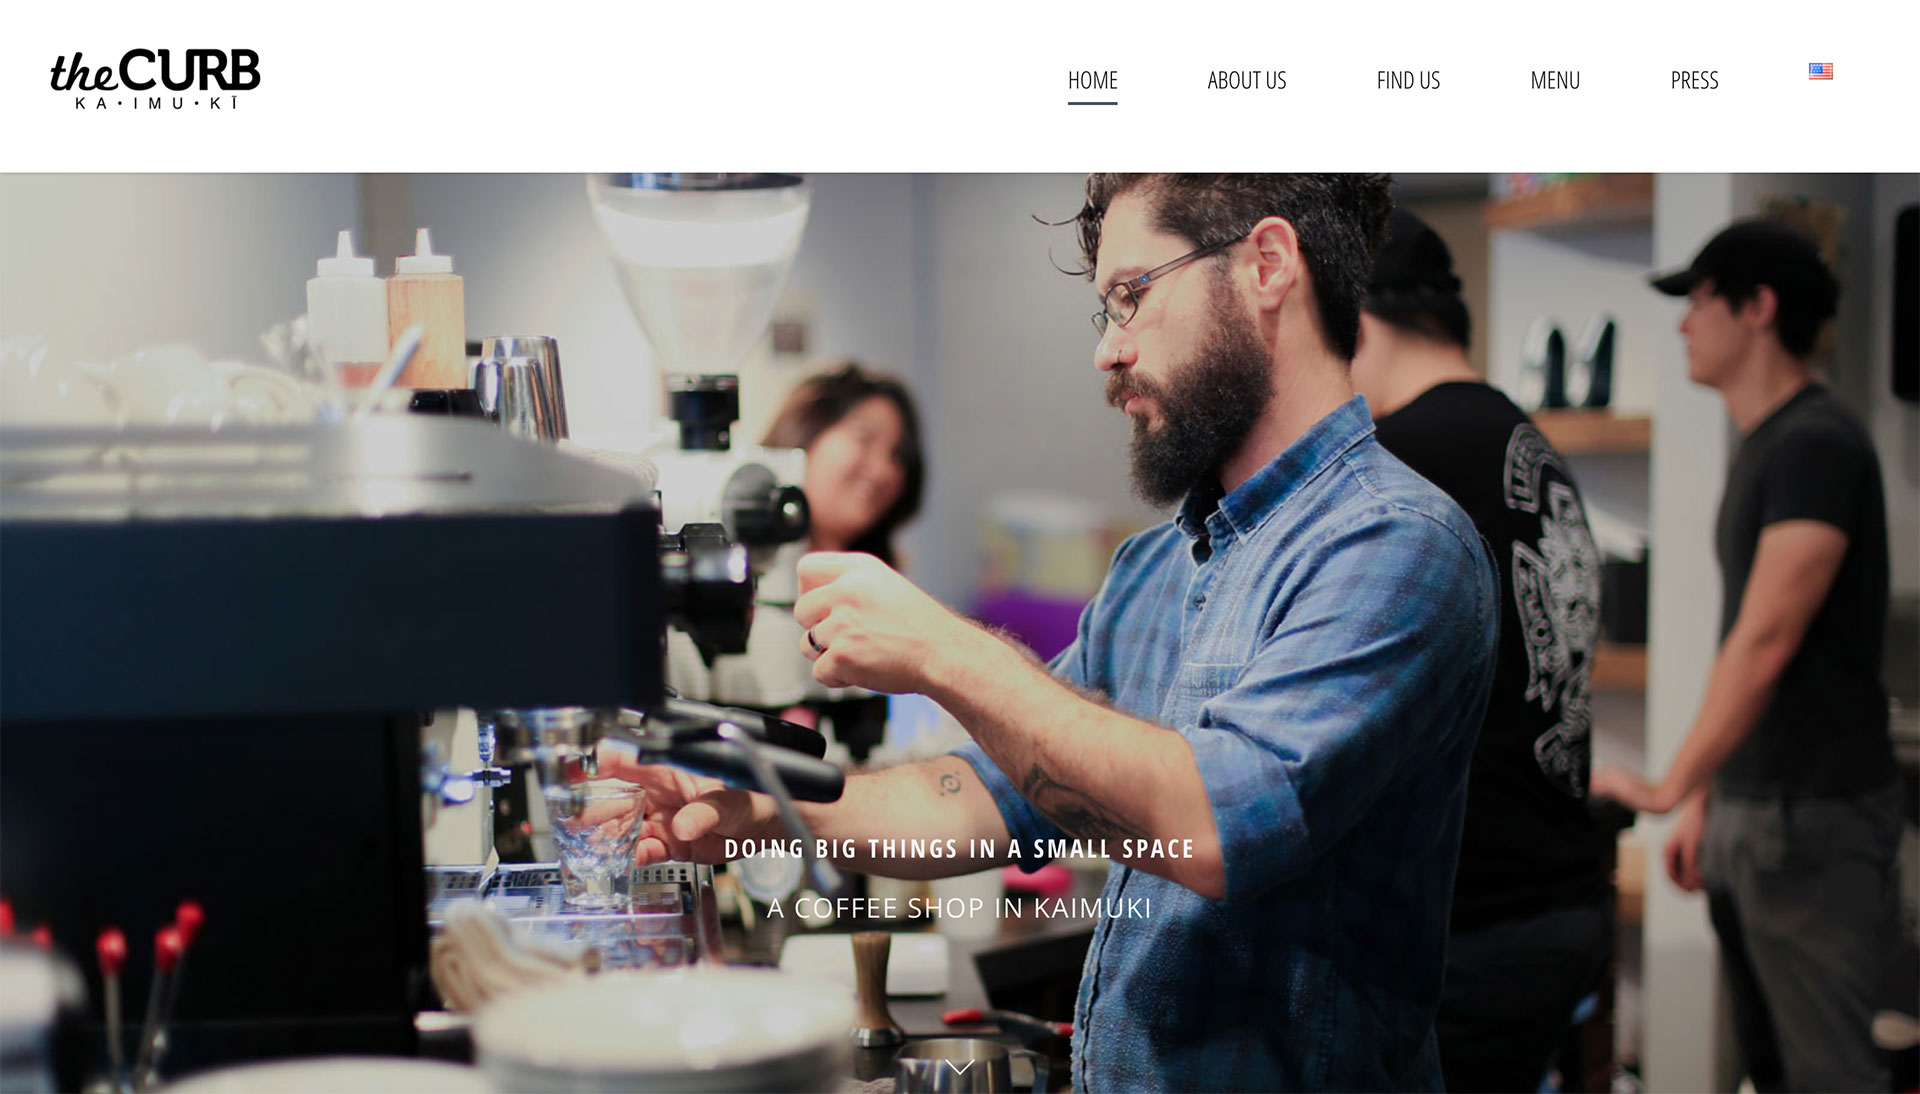 theCURB
KA•IMU•KĪ
HOME
ABOUT US
FIND US
MENU
PRESS
DOING BIG THINGS IN A SMALL SPACE
A COFFEE SHOP IN KAIMUKI